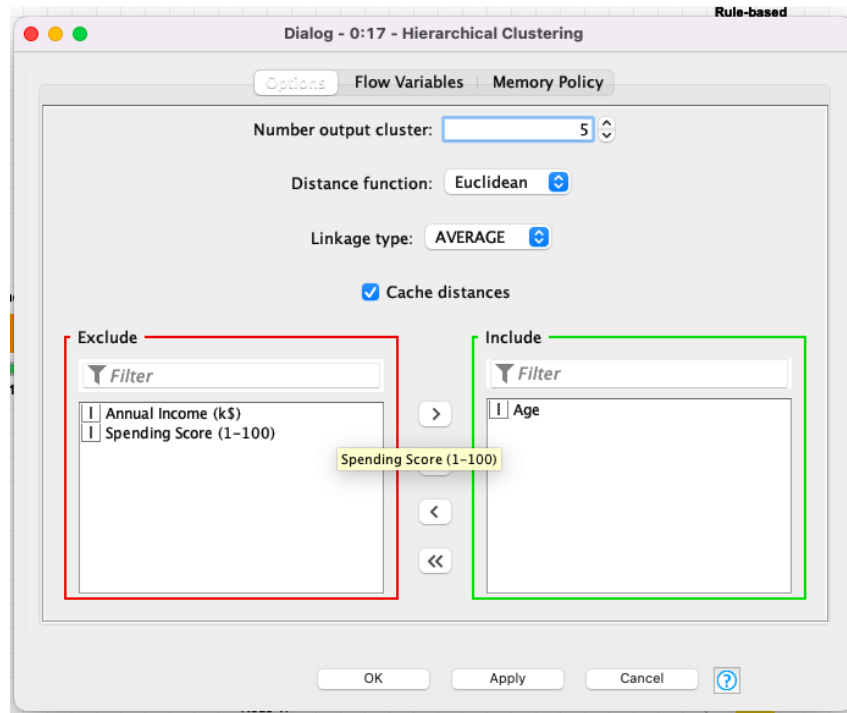 Rule-based
Dialog - 0:17 - Hierarchical Clustering
Options Flow Variables Memory Policy
Number output cluster: 5
Distance function: Euclidean
Linkage type: AVERAGE
Cache distances
Exclude
Filter
I Annual Income (k$)
I Spending Score (1-100)
Spending Score (1-100)
>
<
<<
Include
Filter
I Age
OK Apply Cancel ?